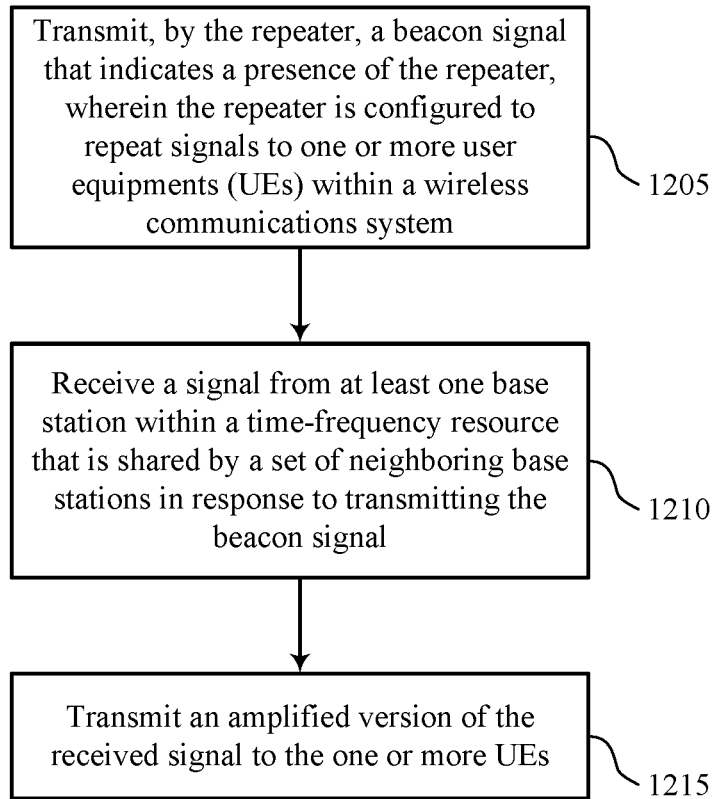 Transmit, by the repeater, a beacon signal
that indicates a presence of the repeater,
wherein the repeater is configured to
repeat signals to one or more user
equipments (UEs) within a wireless
communications system
1205
Receive a signal from at least one base
station within a time-frequency resource
that is shared by a set of neighboring base
stations in response to transmitting the
beacon signal
1210
Transmit an amplified version of the
received signal to the one or more UEs
1215